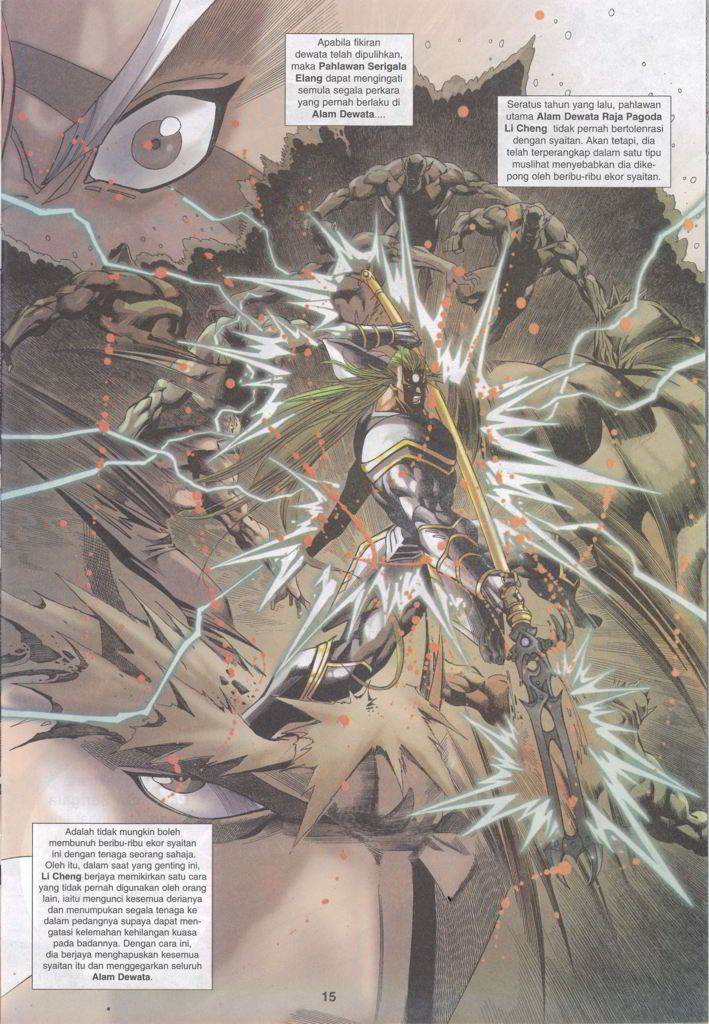 Apabila fikiran
dewata telah dipulihkan,
maka Pahlawan Serigala
Elang dapat mengingati
semula segala perkara
yang pernah berlaku di
Alam Dewata....
Seratus tahun yang lalu, pahlawan
utama Alam Dewata Raja Pagoda
Li Cheng tidak pernah bertolenrasi
dengan syaitan. Akan tetapi, dia
telah terperangkap dalam satu tipu
muslihat menyebabkan dia dike-
pong oleh beribu-ribu ekor syaitan.
Adalah tidak mungkin boleh
membunuh beribu-ribu ekor syaitan
ini dengan tenaga seorang sahaja.
Oleh itu, dalam saat yang genting ini,
Li Cheng berjaya memikirkan satu cara
yang tidak pernah digunakan oleh orang
lain, iaitu mengunci kesemua derianya
dan menumpukan segala tenaga ke
dalam pedangnya supaya dapat men-
gatasi kelemahan kehilangan kuasa
pada badannya. Dengan cara ini,
dia berjaya menghapuskan kesemua
syaitan itu dan menggegarkan seluruh
Alam Dewata.
15